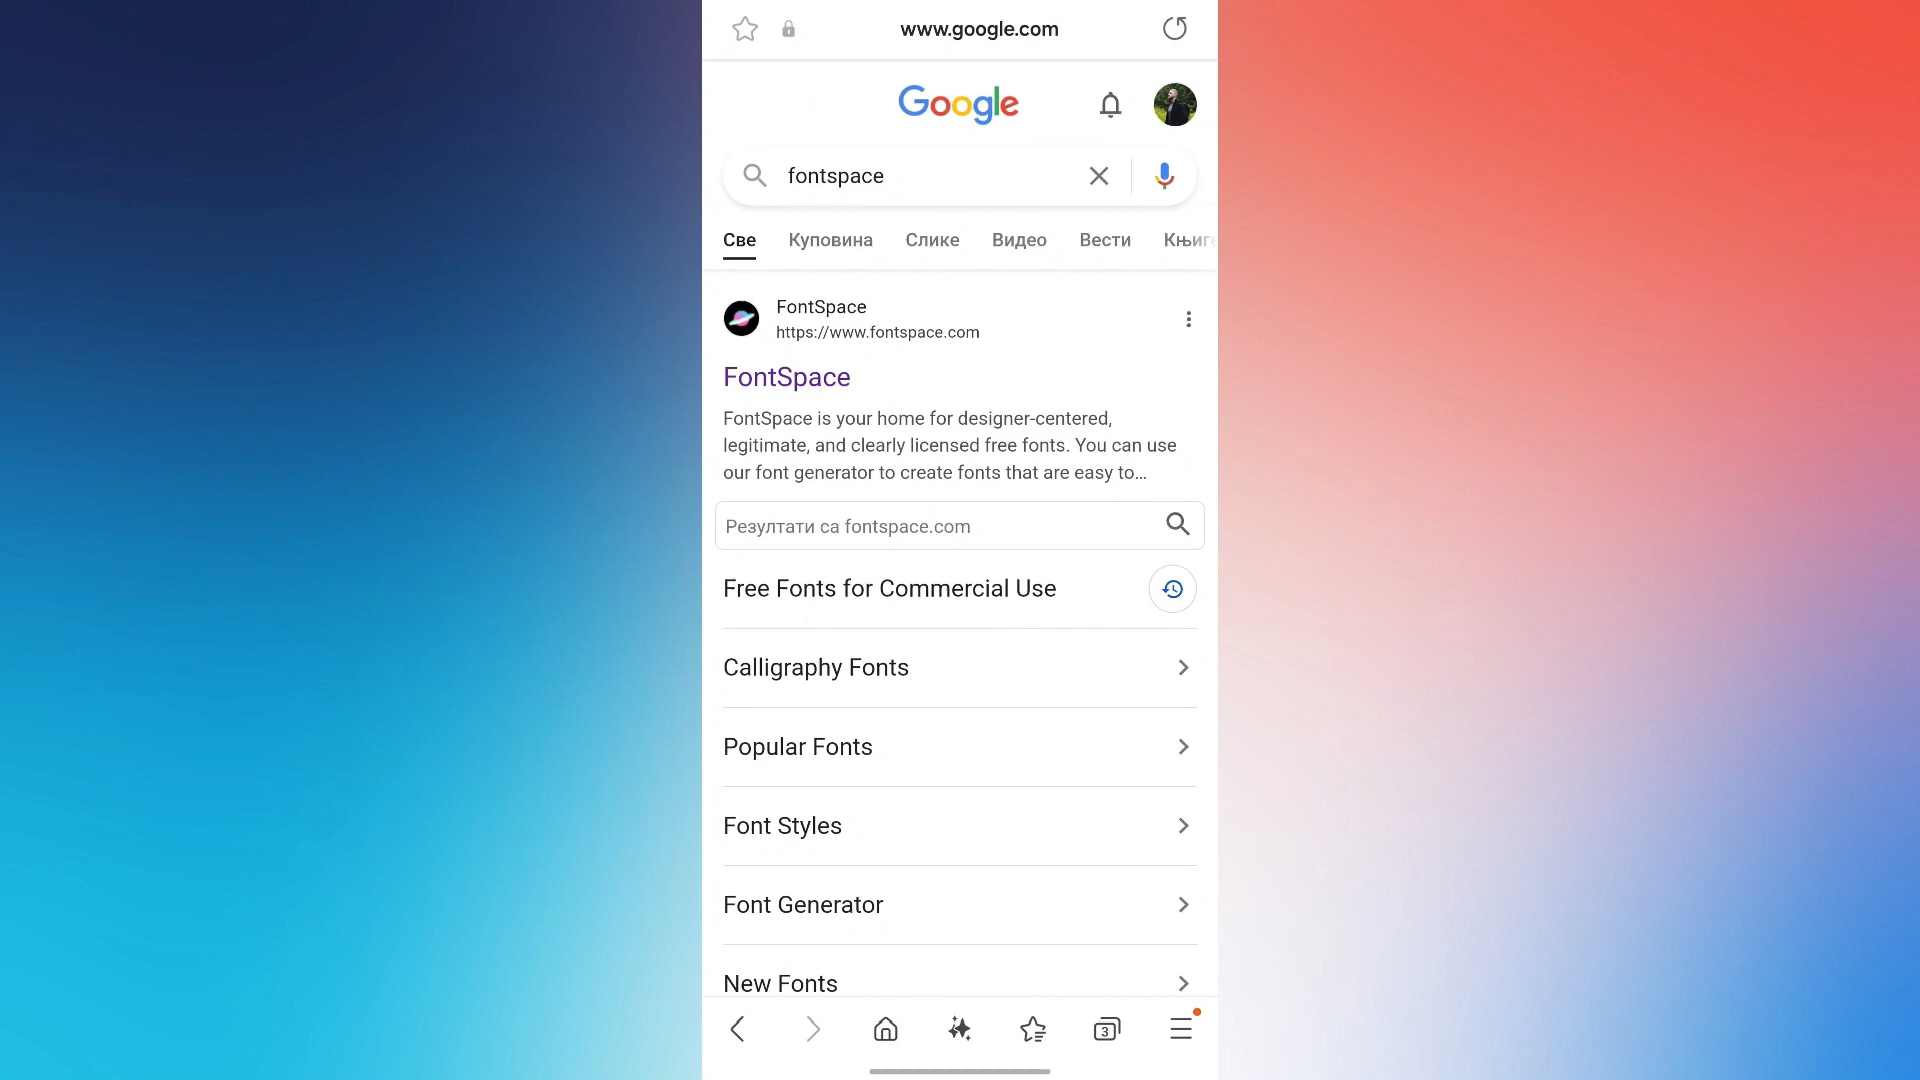 www.google.com
Google
fontspace
Све Куповина Слике Видео Вести Књиге
FontSpace
https://www.fontspace.com
FontSpace
FontSpace is your home for designer-centered,
legitimate, and clearly licensed free fonts. You can use
our font generator to create fonts that are easy to...
Резултати са fontspace.com
Free Fonts for Commercial Use
Calligraphy Fonts
Popular Fonts
Font Styles
Font Generator
New Fonts
3